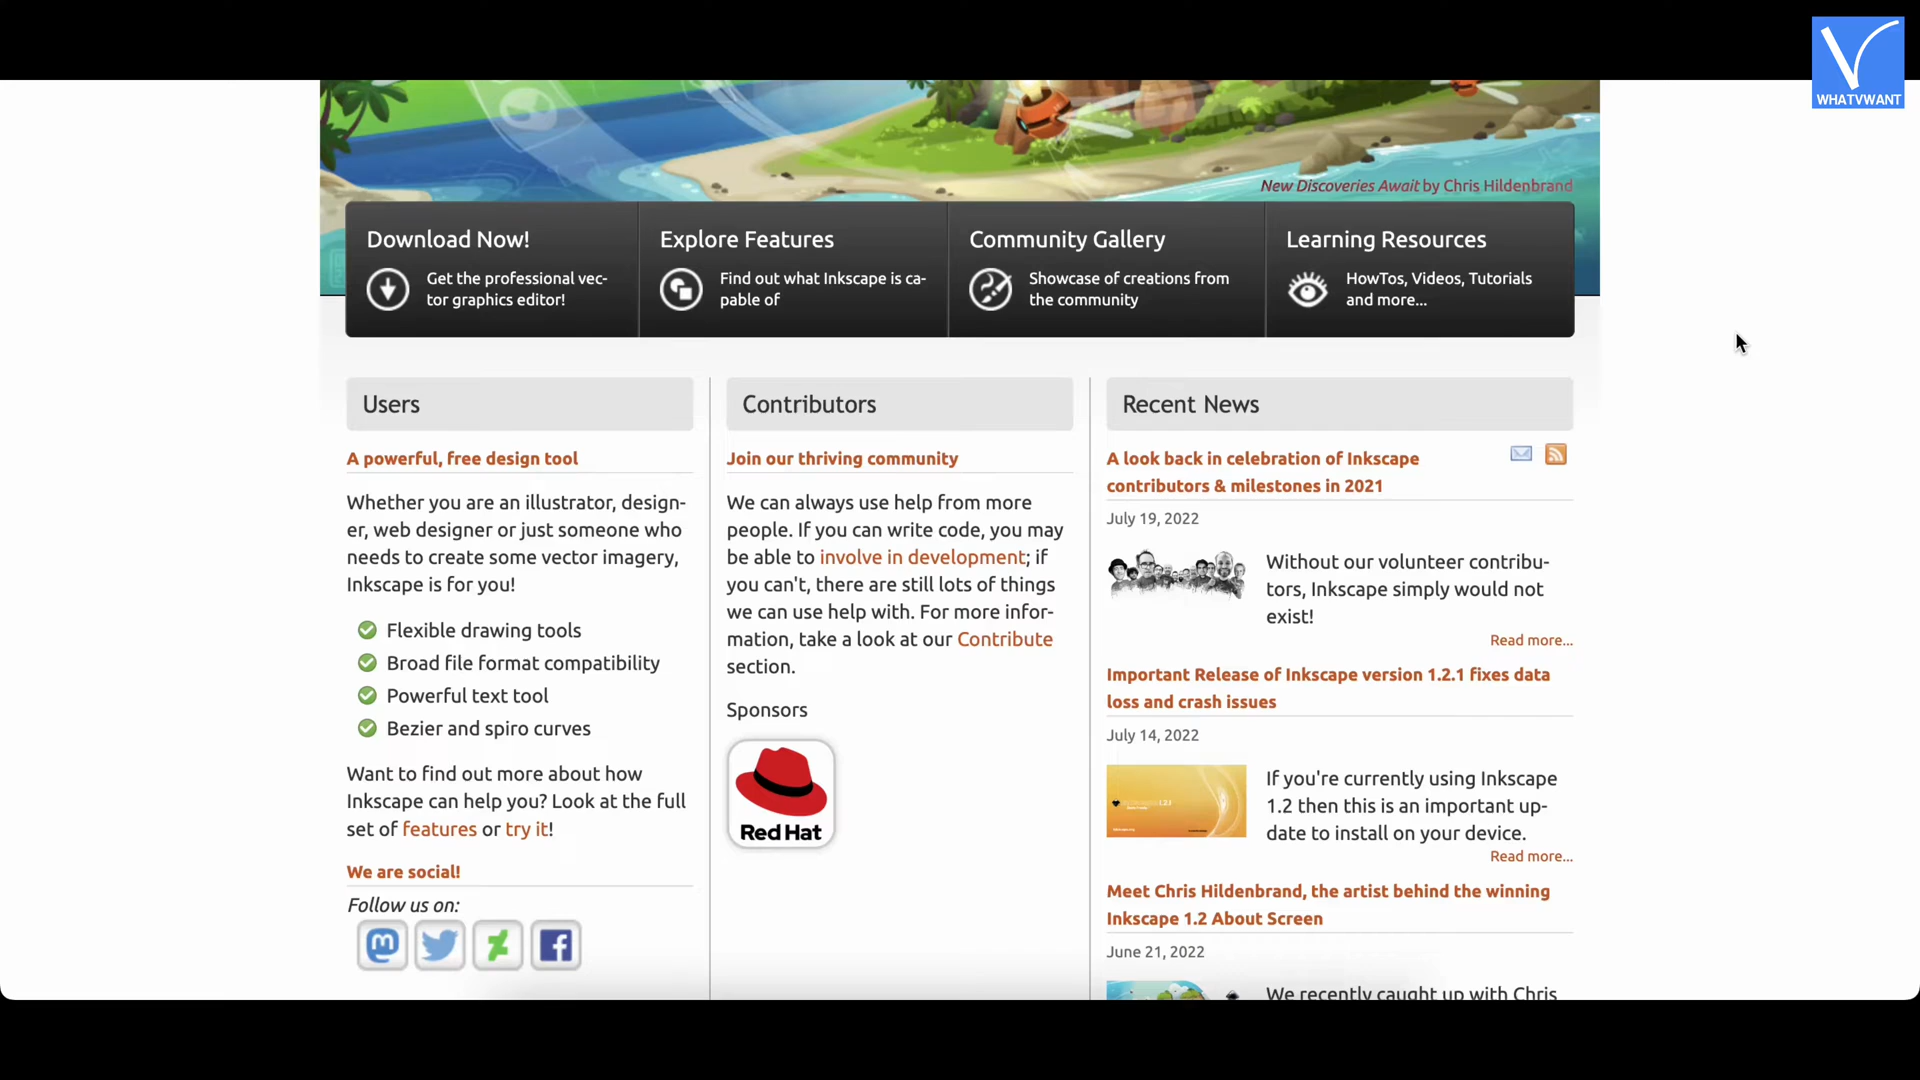 WHATVWANT
New Discoveries Await by Chris Hildenbrand
Download Now!
Get the professional vec-
tor graphics editor!
Explore Features
Find out what Inkscape is ca-
pable of
Community Gallery
Showcase of creations from
the community
Learning Resources
HowTos, Videos, Tutorials
and more...
Users
A powerful, free design tool
Whether you are an illustrator, design-
er, web designer or just someone who
needs to create some vector imagery,
Inkscape is for you!
Flexible drawing tools
Broad file format compatibility
Powerful text tool
Bezier and spiro curves
Want to find out more about how
Inkscape can help you? Look at the full
set of features or try it!
We are social!
Follow us on:
Contributors
Join our thriving community
We can always use help from more
people. If you can write code, you may
be able to involve in development; if
you can't, there are still lots of things
we can use help with. For more infor-
mation, take a look at our Contribute
section.
Sponsors
Red Hat
Recent News
A look back in celebration of Inkscape
contributors & milestones in 2021
July 19, 2022
Without our volunteer contribu-
tors, Inkscape simply would not
exist!
Read more...
Important Release of Inkscape version 1.2.1 fixes data
loss and crash issues
July 14, 2022
If you're currently using Inkscape
1.2 then this is an important up-
date to install on your device.
Read more...
Meet Chris Hildenbrand, the artist behind the winning
Inkscape 1.2 About Screen
June 21, 2022
We recently caught up with Chris